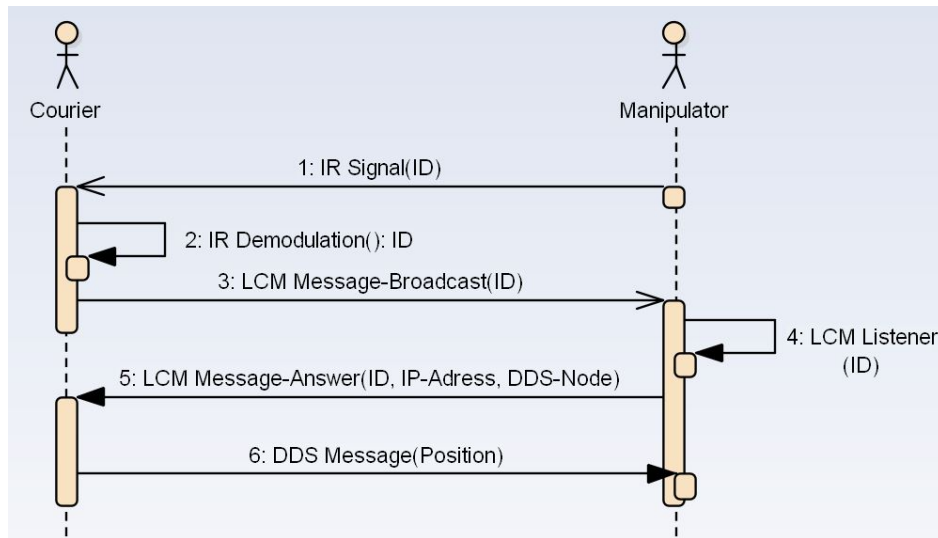 Courier
Manipulator
1: IR Signal(ID)
2: IR Demodulation(): ID
3: LCM Message-Broadcast(ID)
4: LCM Listener
(ID)
5: LCM Message-Answer(ID, IP-Adress, DDS-Node)
6: DDS Message(Position)